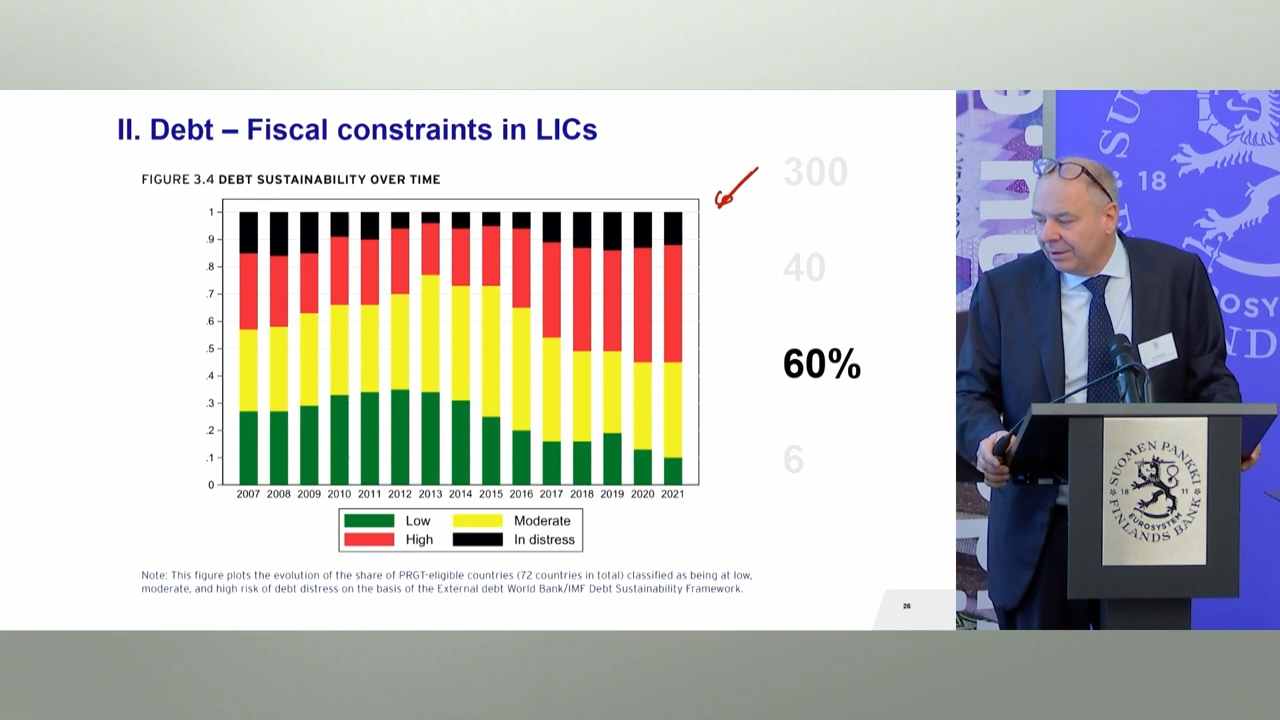 II. Debt – Fiscal constraints in LICs
FIGURE 3.4 DEBT SUSTAINABILITY OVER TIME
1
.9
.8
.7
.6
.5
.4
.3
.2
.1
0
2007 2008 2009 2010 2011 2012 2013 2014 2015 2016 2017 2018 2019 2020 2021
Low Moderate
High In distress
Note: This figure plots the evolution of the share of PRGT-eligible countries (72 countries in total) classified as being at low,
moderate, and high risk of debt distress on the basis of the External debt World Bank/IMF Debt Sustainability Framework.
300
40
60%
6
26
18
SUOMEN PANKKI
18 11
EUROSYSTEM
FINLANDS BANK